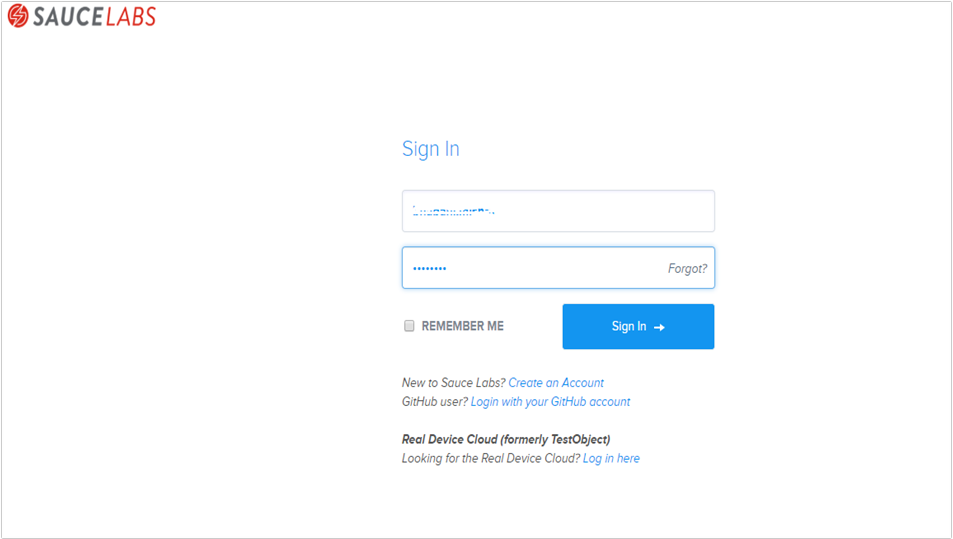 SAUCELABS
Sign In
•••••••• Forgot?
REMEMBER ME
Sign In →
New to Sauce Labs? Create an Account
GitHub user? Login with your GitHub account
Real Device Cloud (formerly TestObject)
Looking for the Real Device Cloud? Log in here